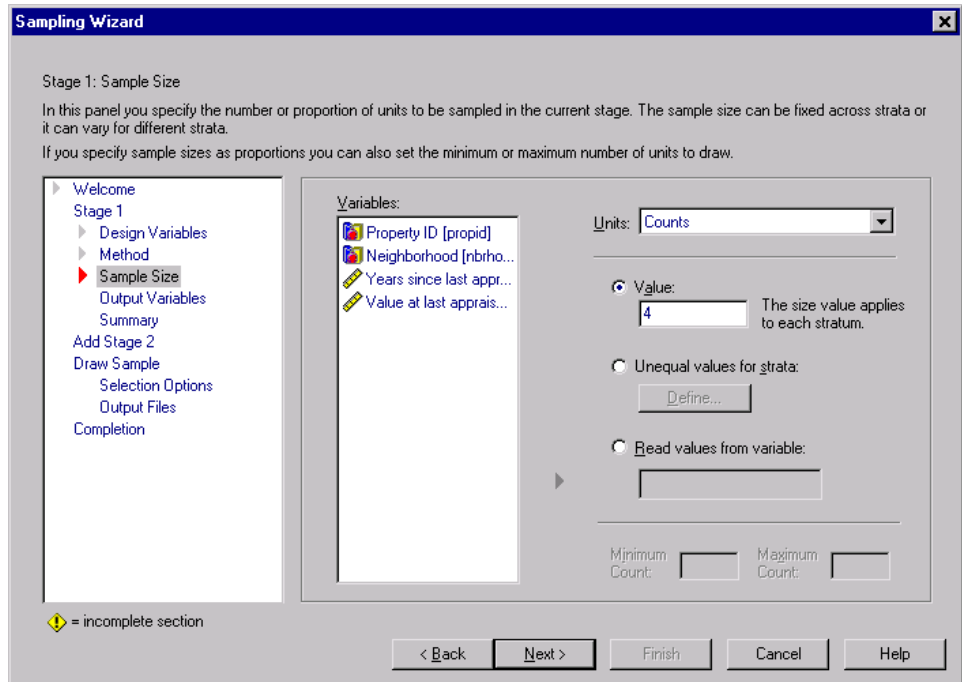 Sampling Wizard
Stage 1: Sample Size
In this panel you specify the number or proportion of units to be sampled in the current stage. The sample size can be fixed across strata or
it can vary for different strata.
If you specify sample sizes as proportions you can also set the minimum or maximum number of units to draw.
Welcome
Stage 1
Design Variables
Method
Sample Size
Output Variables
Summary
Add Stage 2
Draw Sample
Selection Options
Output Files
Completion
! = incomplete section
Variables:
Property ID [propid]
Neighborhood [nbrho...
Years since last appr...
Value at last apprais...
Units: Counts
Value:
4
The size value applies
to each stratum.
Unequal values for strata:
Define...
Read values from variable:
Minimum
Count:
Maximum
Count:
< Back
Next >
Finish
Cancel
Help